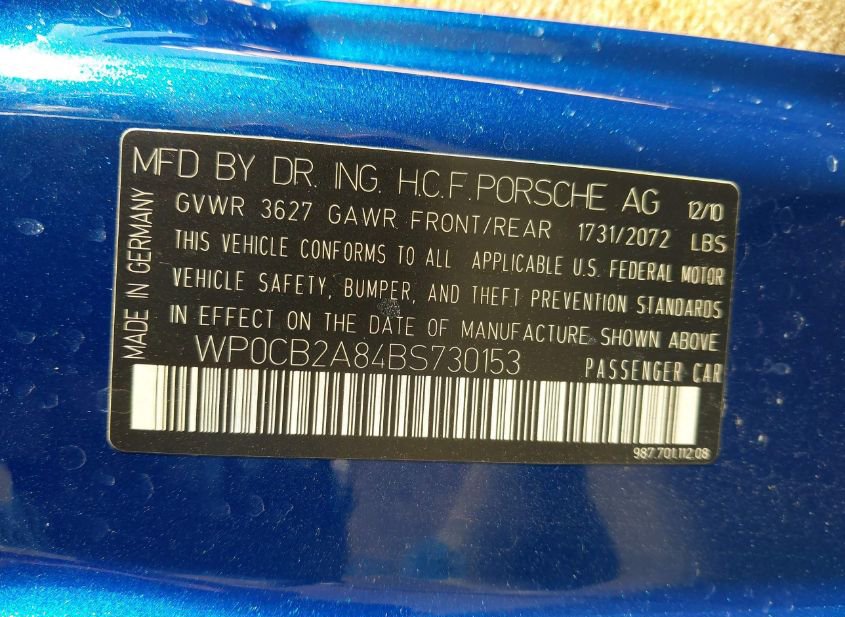 MFD BY DR. ING. H.C.F. PORSCHE AG 12/10
GVWR 3627 GAWR FRONT/REAR 1731/2072 LBS
THIS VEHICLE CONFORMS TO ALL APPLICABLE U.S. FEDERAL MOTOR
VEHICLE SAFETY, BUMPER, AND THEFT PREVENTION STANDARDS
IN EFFECT ON THE DATE OF MANUFACTURE SHOWN ABOVE
WP0CB2A84BS730153 PASSENGER CAR
987.701.112.08
MADE IN GERMANY